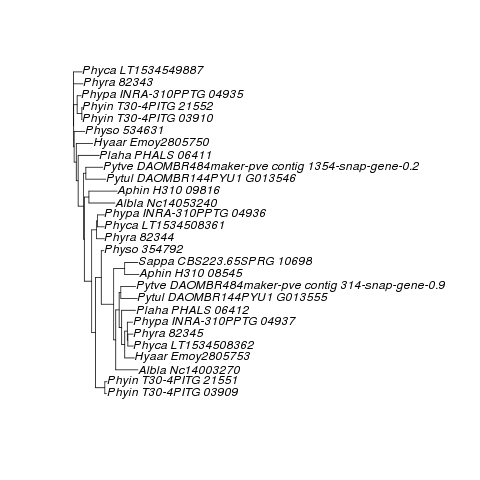 Phyca LT1534549887
Phyra 82343
Phypa INRA-310PPTG 04935
Phyin T30-4PITG 21552
Phyin T30-4PITG 03910
Physo 534631
Hyaar Emoy2805750
Plaha PHALS 06411
Pytve DAOMBR484maker-pve contig 1354-snap-gene-0.2
Pytul DAOMBR144PYU1 G013546
Aphin H310 09816
Albla Nc14053240
Phypa INRA-310PPTG 04936
Phyca LT1534508361
Phyra 82344
Physo 354792
Sappa CBS223.65SPRG 10698
Aphin H310 08545
Pytve DAOMBR484maker-pve contig 314-snap-gene-0.9
Pytul DAOMBR144PYU1 G013555
Plaha PHALS 06412
Phypa INRA-310PPTG 04937
Phyra 82345
Phyca LT1534508362
Hyaar Emoy2805753
Albla Nc14003270
Phyin T30-4PITG 21551
Phyin T30-4PITG 03909